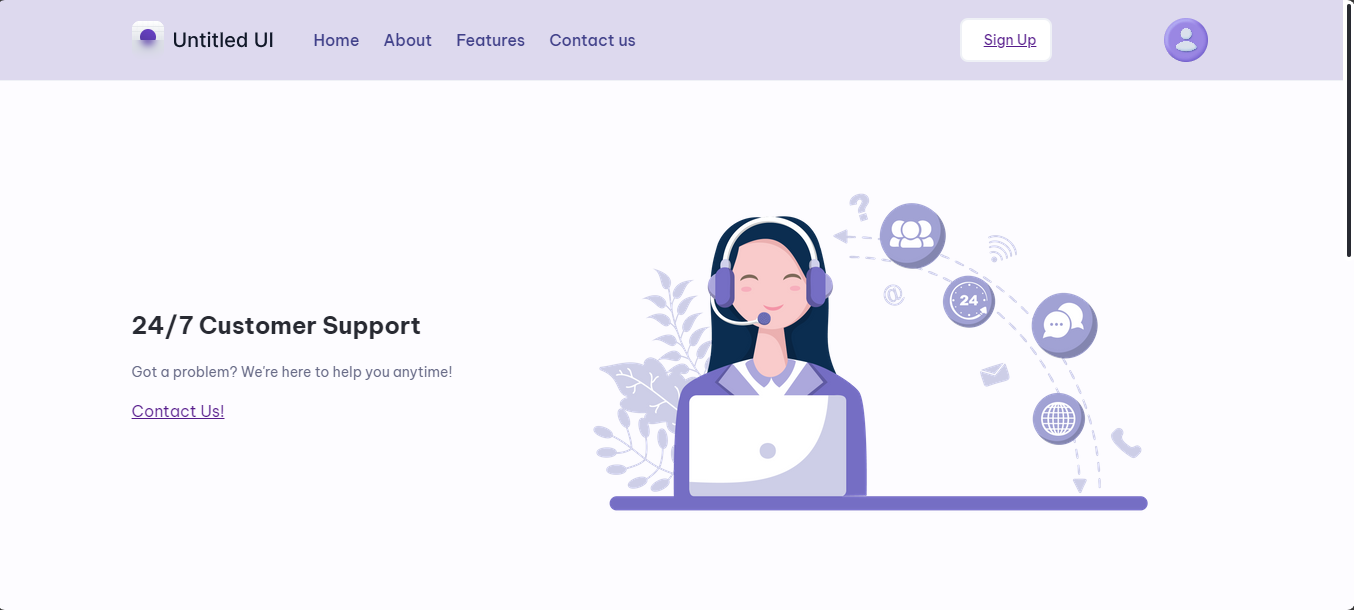 Untitled UI
Home
About
Features
Contact us
Sign Up
24/7 Customer Support
Got a problem? We're here to help you anytime!
Contact Us!
?
@
24